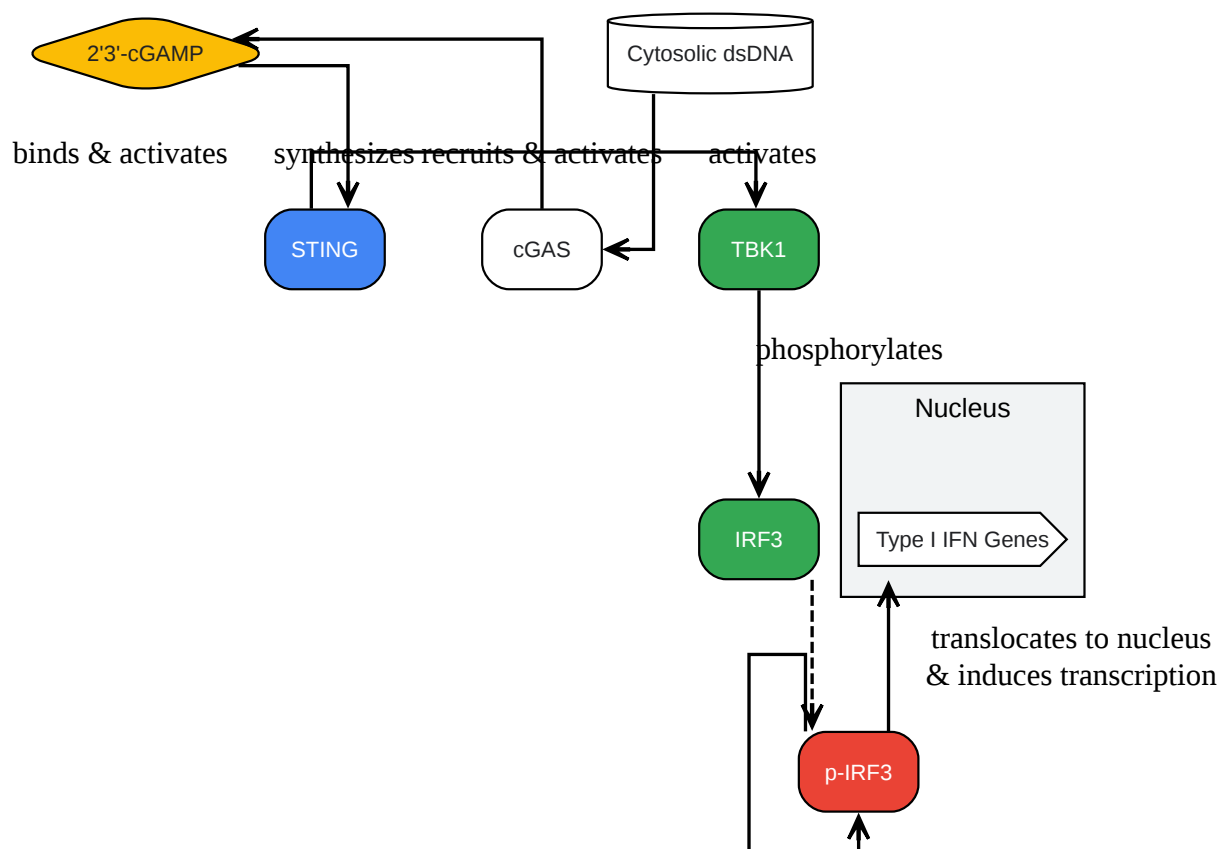 2'3'-cGAMP
Cytosolic dsDNA
binds & activates
synthesizes
recruits & activates
activates
STING
cGAS
TBK1
phosphorylates
Nucleus
IRF3
Type I IFN Genes
translocates to nucleus
& induces transcription
p-IRF3